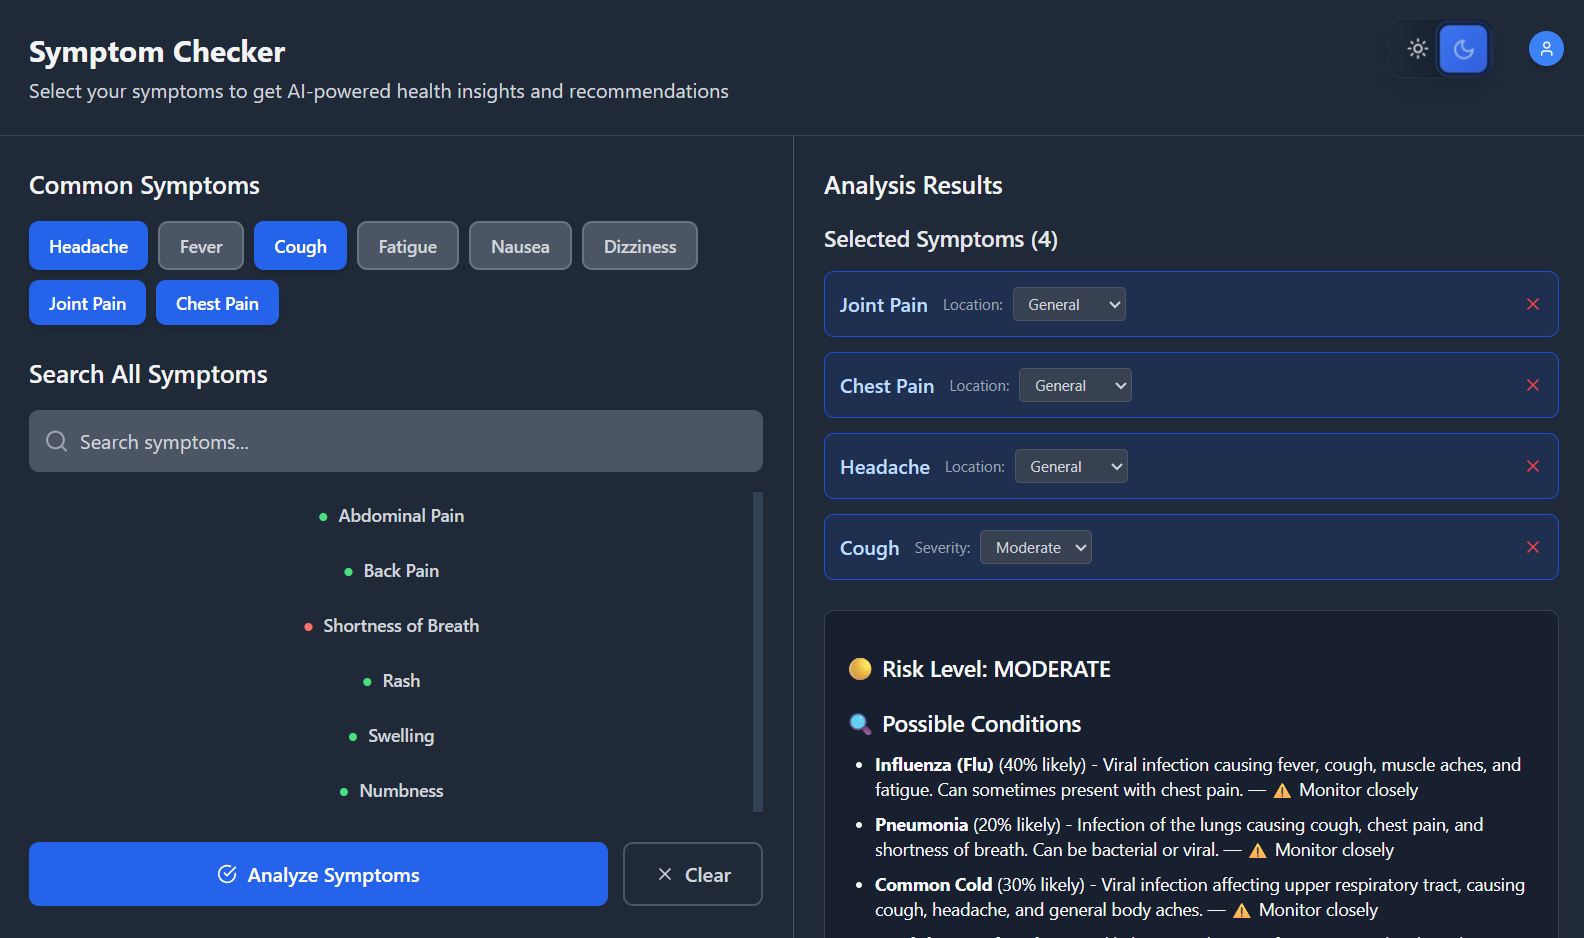 Symptom Checker
Select your symptoms to get AI-powered health insights and recommendations
Common Symptoms
Headache
Fever
Cough
Fatigue
Nausea
Dizziness
Joint Pain
Chest Pain
Search All Symptoms
Search symptoms...
Abdominal Pain
Back Pain
Shortness of Breath
Rash
Swelling
Numbness
Analyze Symptoms
Clear
Analysis Results
Selected Symptoms (4)
Joint Pain Location: General
Chest Pain Location: General
Headache Location: General
Cough Severity: Moderate
Risk Level: MODERATE
Possible Conditions
• Influenza (Flu) (40% likely) - Viral infection causing fever, cough, muscle aches, and
fatigue. Can sometimes present with chest pain. — ⚠ Monitor closely
• Pneumonia (20% likely) - Infection of the lungs causing cough, chest pain, and
shortness of breath. Can be bacterial or viral. — ⚠ Monitor closely
• Common Cold (30% likely) - Viral infection affecting upper respiratory tract, causing
cough, headache, and general body aches. — ⚠ Monitor closely